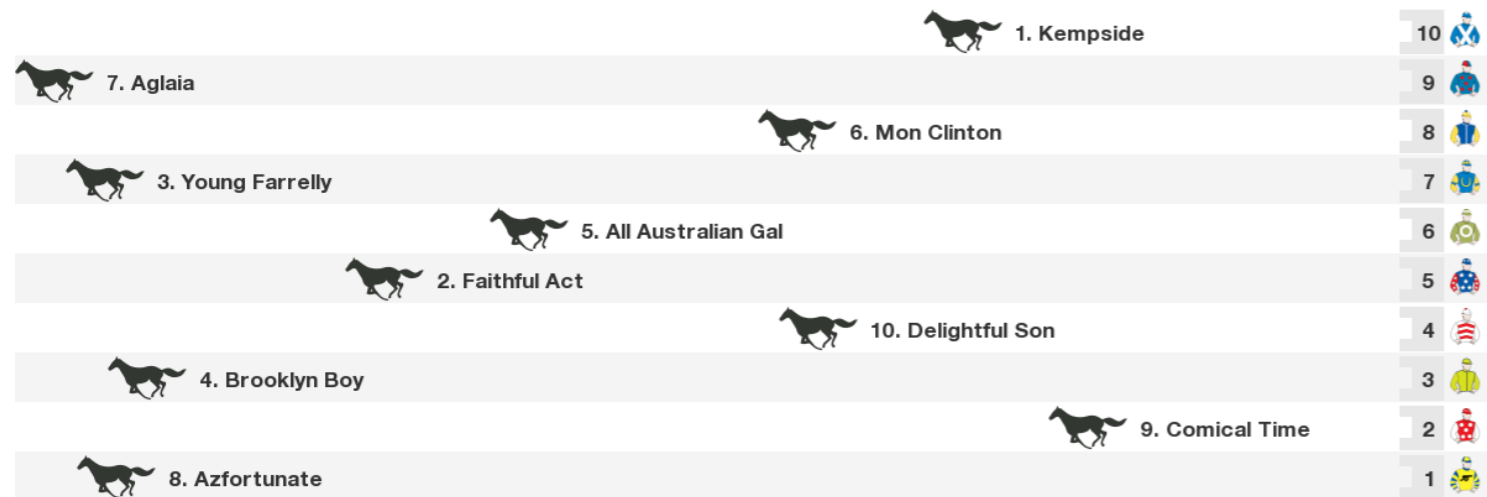 1. Kempside 10
7. Aglaia 9
6. Mon Clinton 8
3. Young Farrelly 7
5. All Australian Gal 6
2. Faithful Act 5
10. Delightful Son 4
4. Brooklyn Boy 3
9. Comical Time 2
8. Azfortunate 1